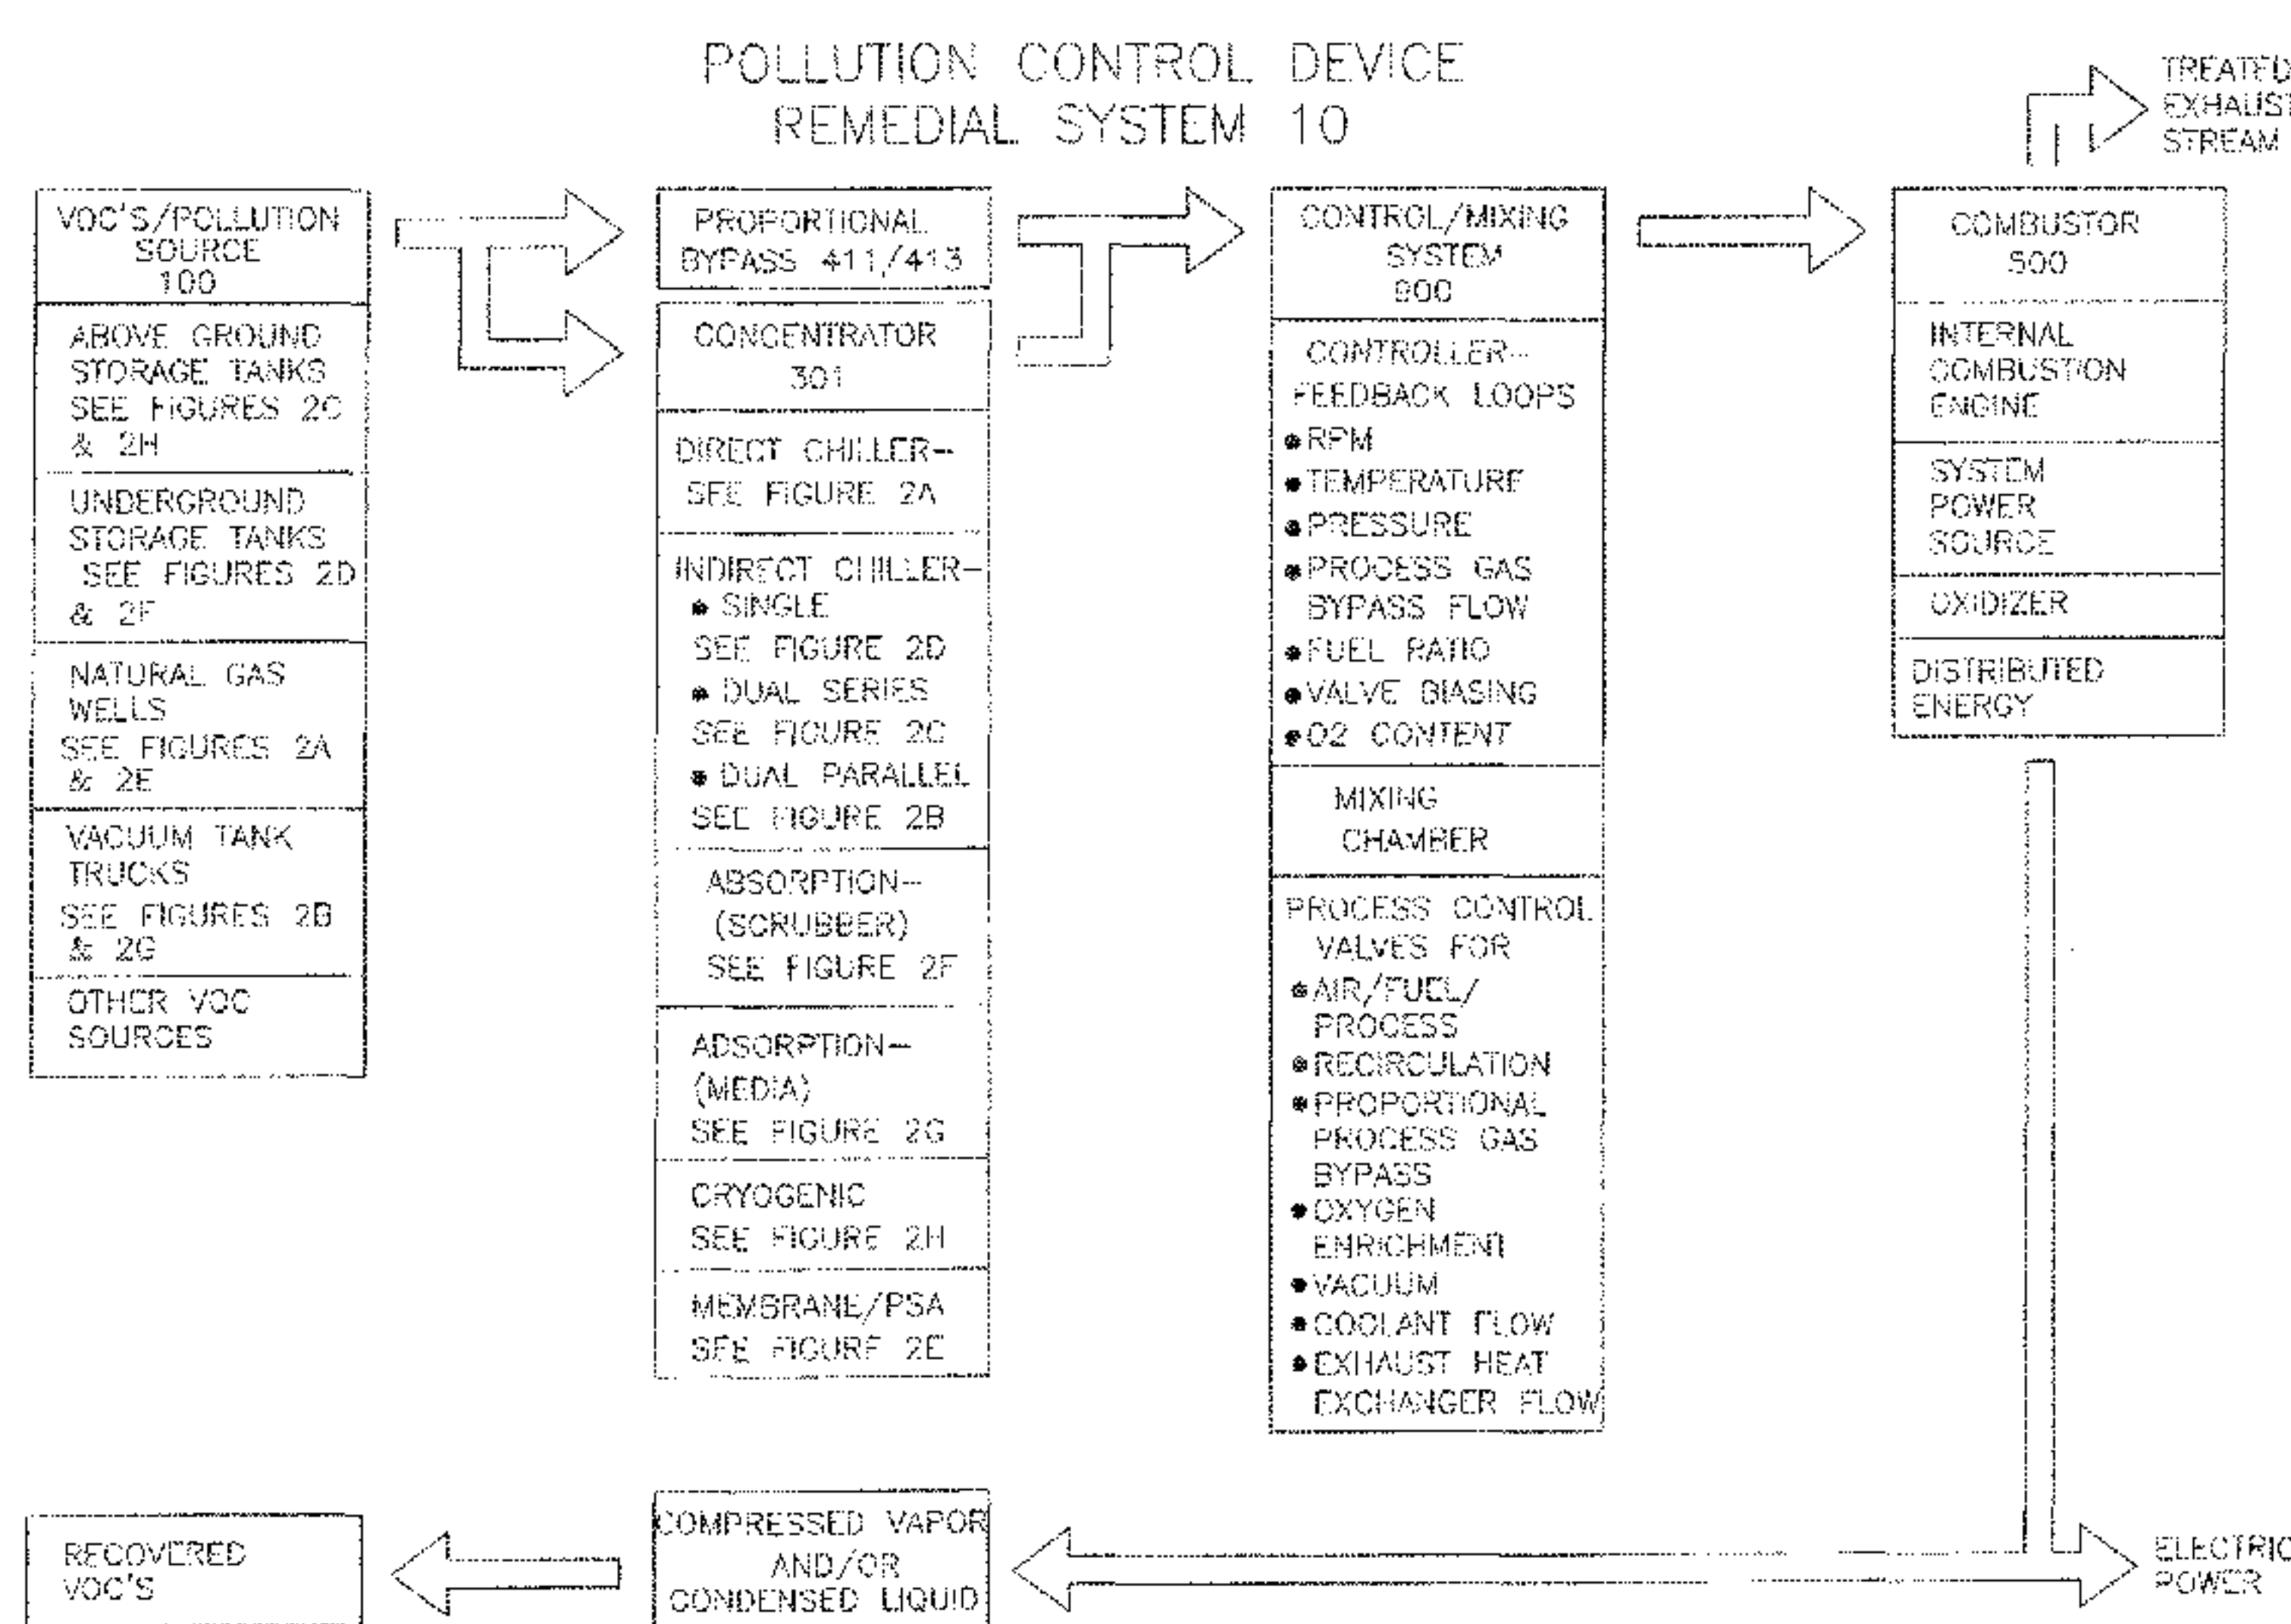 POLLUTION CONTROL DEVICE
REMEDIAL SYSTEM 10
TREATED
EXHAUST
STREAM
VOC'S/POLLUTION
SOURCE
100
ABOVE GROUND
STORAGE TANKS
SEE FIGURES 2C
& 2H
UNDERGROUND
STORAGE TANKS
SEE FIGURES 2D
& 2F
NATURAL GAS
WELLS
SEE FIGURES 2A
& 2E
VACUUM TANK
TRUCKS
SEE FIGURES 2B
& 2G
OTHER VOC
SOURCES
PROPORTIONAL
BYPASS 411/413
CONCENTRATOR
301
DIRECT CHILLER-
SEE FIGURE 2A
INDIRECT CHILLER-
• SINGLE
SEE FIGURE 2D
• DUAL SERIES
SEE FIGURE 2C
• DUAL PARALLEL
SEE FIGURE 2B
ABSORPTION-
(SCRUBBER)
SEE FIGURE 2F
ADSORPTION-
(MEDIA)
SEE FIGURE 2G
CRYOGENIC
SEE FIGURE 2H
MEMBRANE/PSA
SEE FIGURE 2E
CONTROL/MIXING
SYSTEM
900
CONTROLLER-
FEEDBACK LOOPS
• RPM
• TEMPERATURE
• PRESSURE
• PROCESS GAS
BYPASS FLOW
• FUEL RATIO
• VALVE BIASING
• O2 CONTENT
MIXING
CHAMBER
PROCESS CONTROL
VALVES FOR
• AIR/FUEL/
PROCESS
• RECIRCULATION
• PROPORTIONAL
PROCESS GAS
BYPASS
• OXYGEN
ENRICHMENT
• VACUUM
• COOLANT FLOW
• EXHAUST HEAT
EXCHANGER FLOW
COMBUSTOR
500
INTERNAL
COMBUSTION
ENGINE
SYSTEM
POWER
SOURCE
OXIDIZER
DISTRIBUTED
ENERGY
RECOVERED
VOC'S
COMPRESSED VAPOR
AND/OR
CONDENSED LIQUID
ELECTRIC
POWER